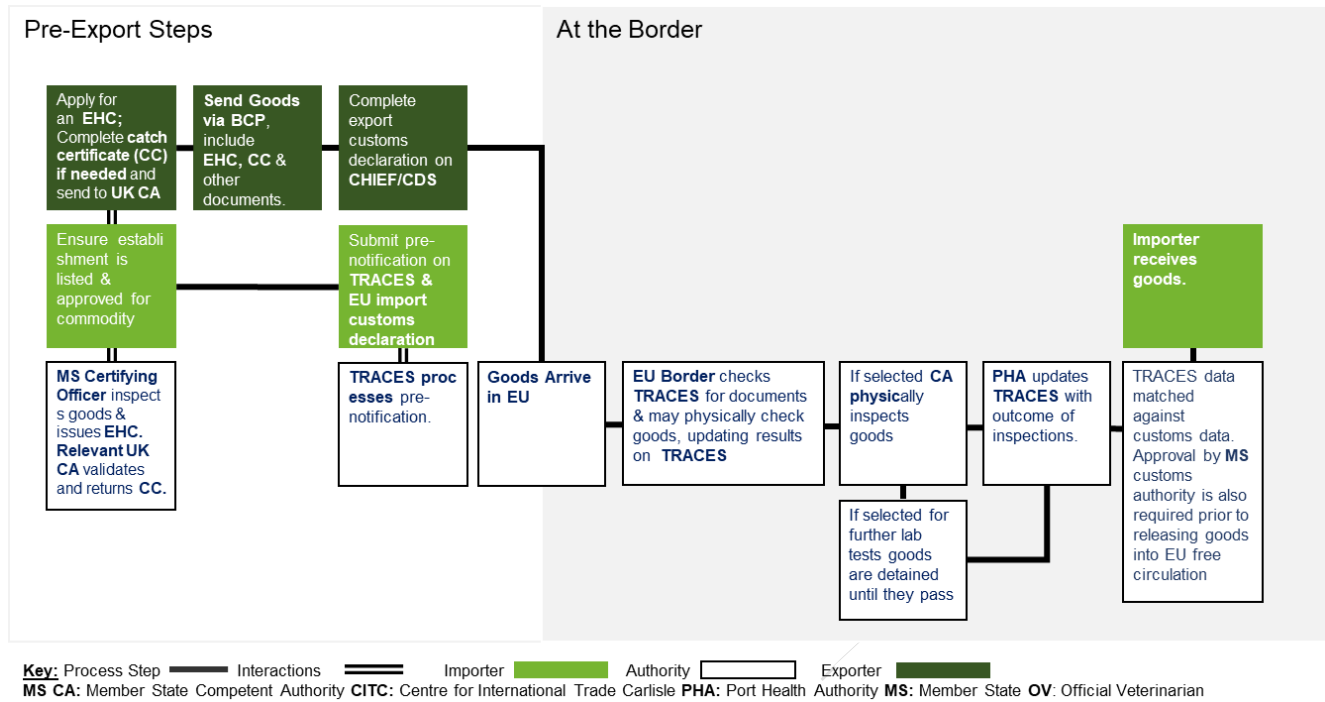 Pre-Export Steps
At the Border
Apply for
an EHC;
Complete catch
certificate (CC)
if needed and
send to UK CA
Send Goods
via BCP,
include
EHC, CC &
other
documents.
Complete
export
customs
declaration on
CHIEF/CDS
Ensure establi
shment is
listed &
approved for
commodity
Submit pre-
notification on
TRACES &
EU import
customs
declaration
Importer
receives
goods.
MS Certifying
Officer inspect
s goods &
issues EHC.
Relevant UK
CA validates
and returns CC.
TRACES proc
esses pre-
notification.
Goods Arrive
in EU
EU Border checks
TRACES for documents
& may physically check
goods, updating results
on TRACES
If selected CA
physically
inspects
goods
PHA updates
TRACES with
outcome of
inspections.
TRACES data
matched
against
customs data.
Approval by MS
customs
authority is also
required prior to
releasing goods
into EU free
circulation
If selected for
further lab
tests goods
are detained
until they pass
Key: Process Step Interactions Importer Authority Exporter
MS CA: Member State Competent Authority CITC: Centre for International Trade Carlisle PHA: Port Health Authority MS: Member State OV: Official Veterinarian